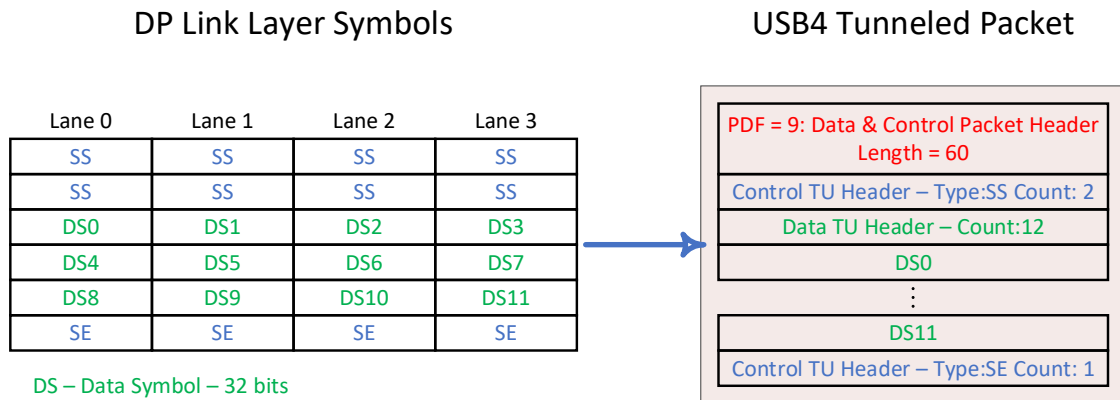 DP Link Layer Symbols
USB4 Tunneled Packet
Lane 0 Lane 1 Lane 2 Lane 3
SS SS SS SS
SS SS SS SS
DS0 DS1 DS2 DS3
DS4 DS5 DS6 DS7
DS8 DS9 DS10 DS11
SE SE SE SE
DS – Data Symbol – 32 bits
PDF = 9: Data & Control Packet Header
Length = 60
Control TU Header – Type:SS Count: 2
Data TU Header – Count:12
DS0
DS11
Control TU Header – Type:SE Count: 1